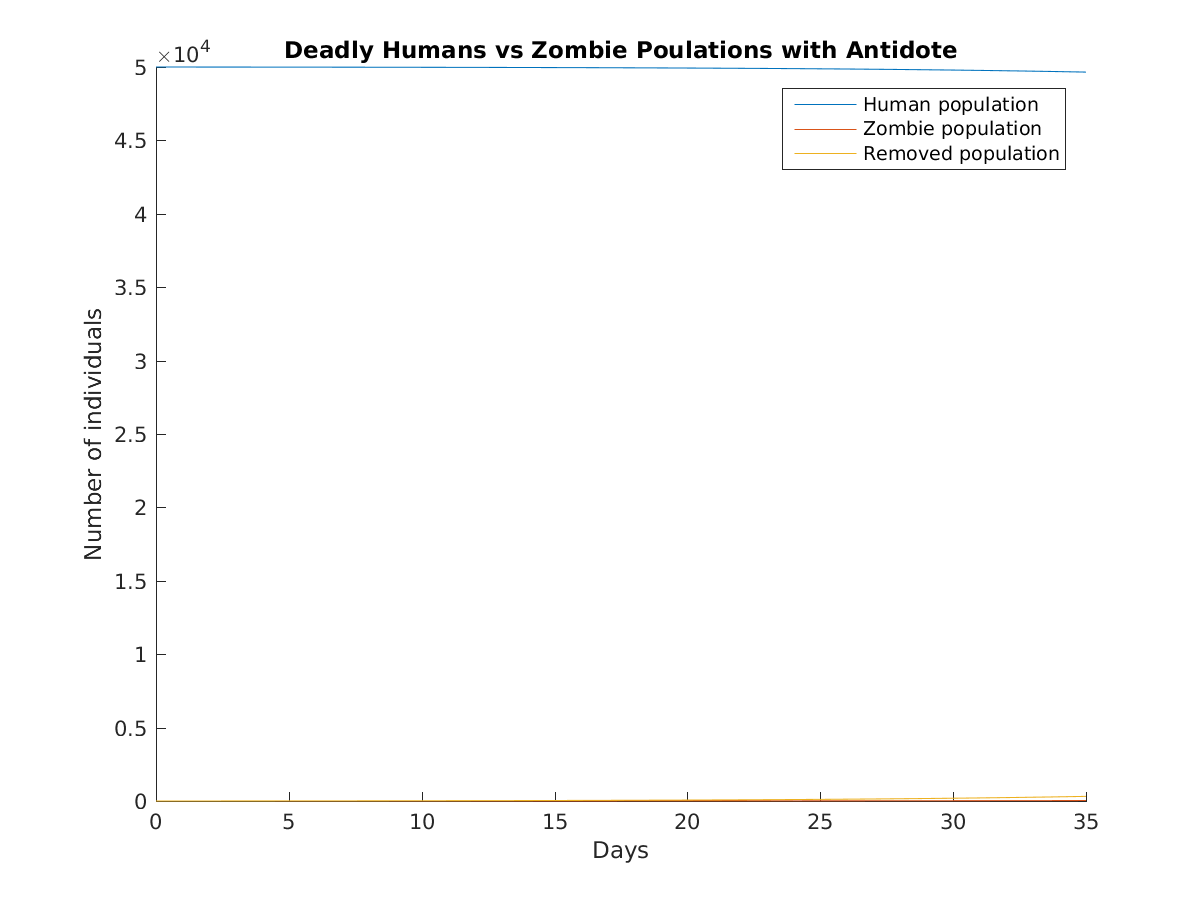 Deadly Humans vs Zombie Poulations with Antidote
×10⁴
Human population
Zombie population
Removed population
5
4.5
4
3.5
3
2.5
2
1.5
1
0.5
0
Number of individuals
0 5 10 15 20 25 30 35
Days